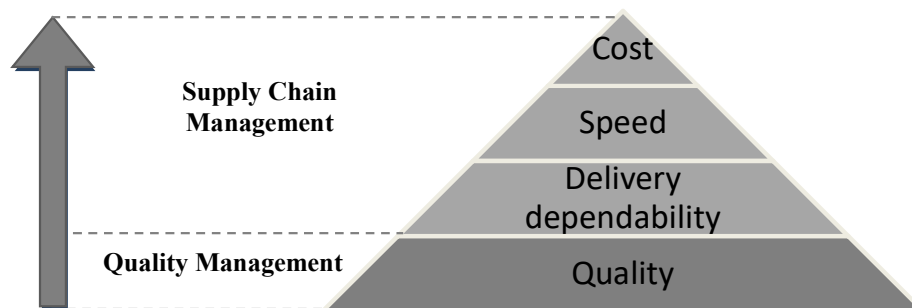 Cost
Supply Chain
Management
Speed
Delivery
dependability
Quality Management
Quality